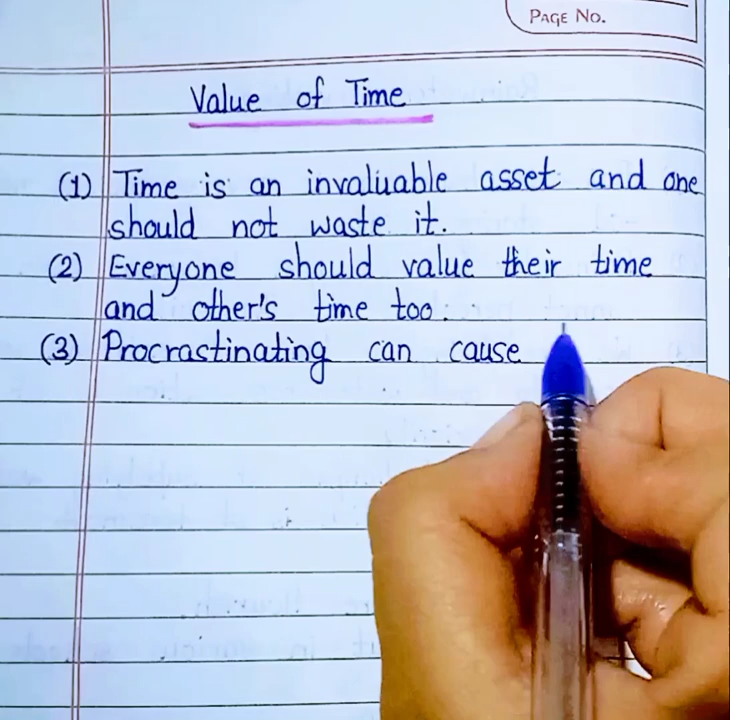 PAGE NO.
Value of Time
(1) Time is an invaluable asset and one
should not waste it.
(2) Everyone should value their time
and other's time too.
(3) Procrastinating can cause